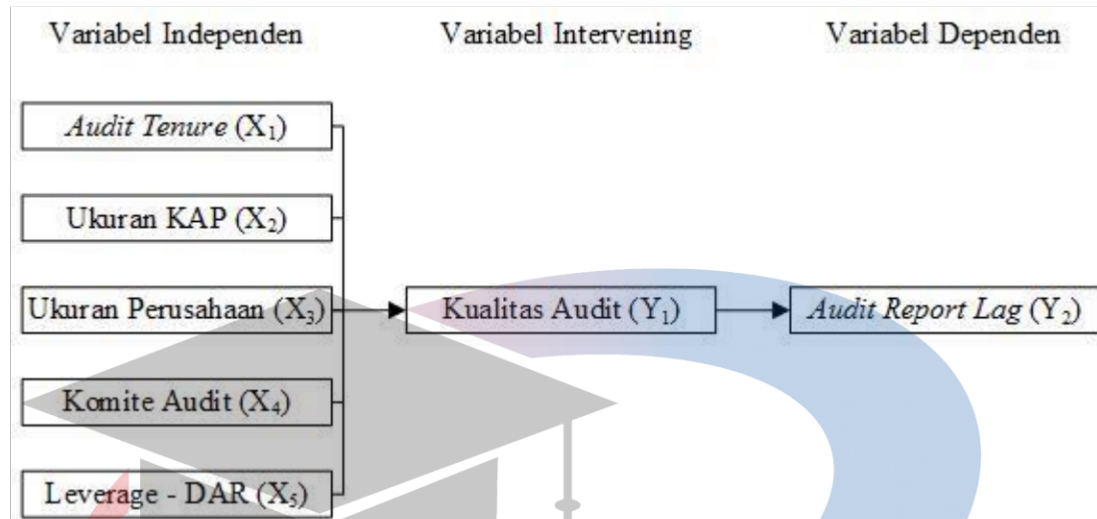 Variabel Independen
Variabel Intervening
Variabel Dependen
Audit Tenure (X₁)
Ukuran KAP (X₂)
Ukuran Perusahaan (X₃)
Kualitas Audit (Y₁)
Audit Report Lag (Y₂)
Komite Audit (X₄)
Leverage - DAR (X₅)